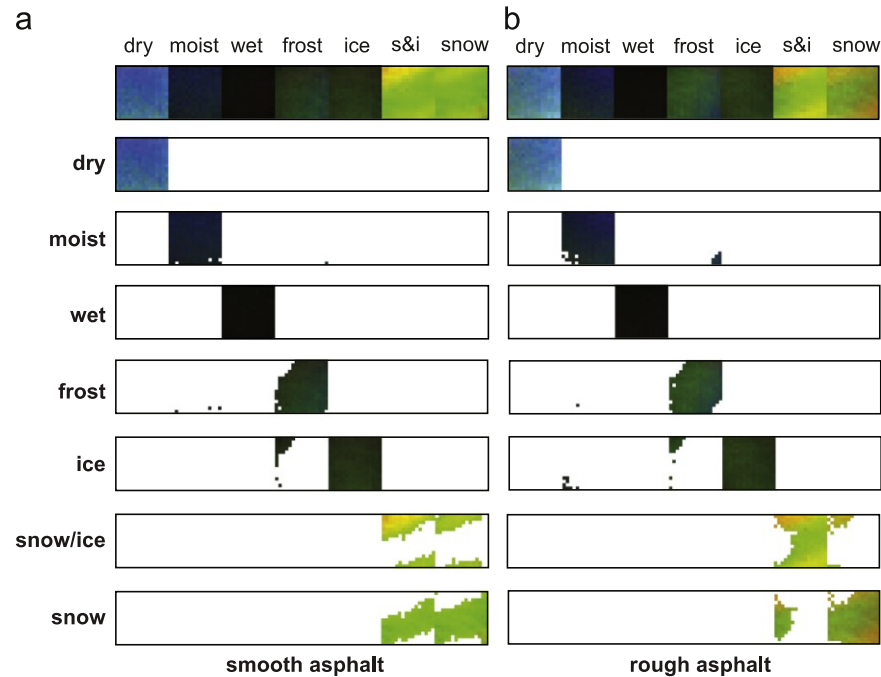 a
b
dry moist wet frost ice s&i snow
dry moist wet frost ice s&i snow
dry
moist
wet
frost
ice
snow/ice
snow
smooth asphalt
rough asphalt